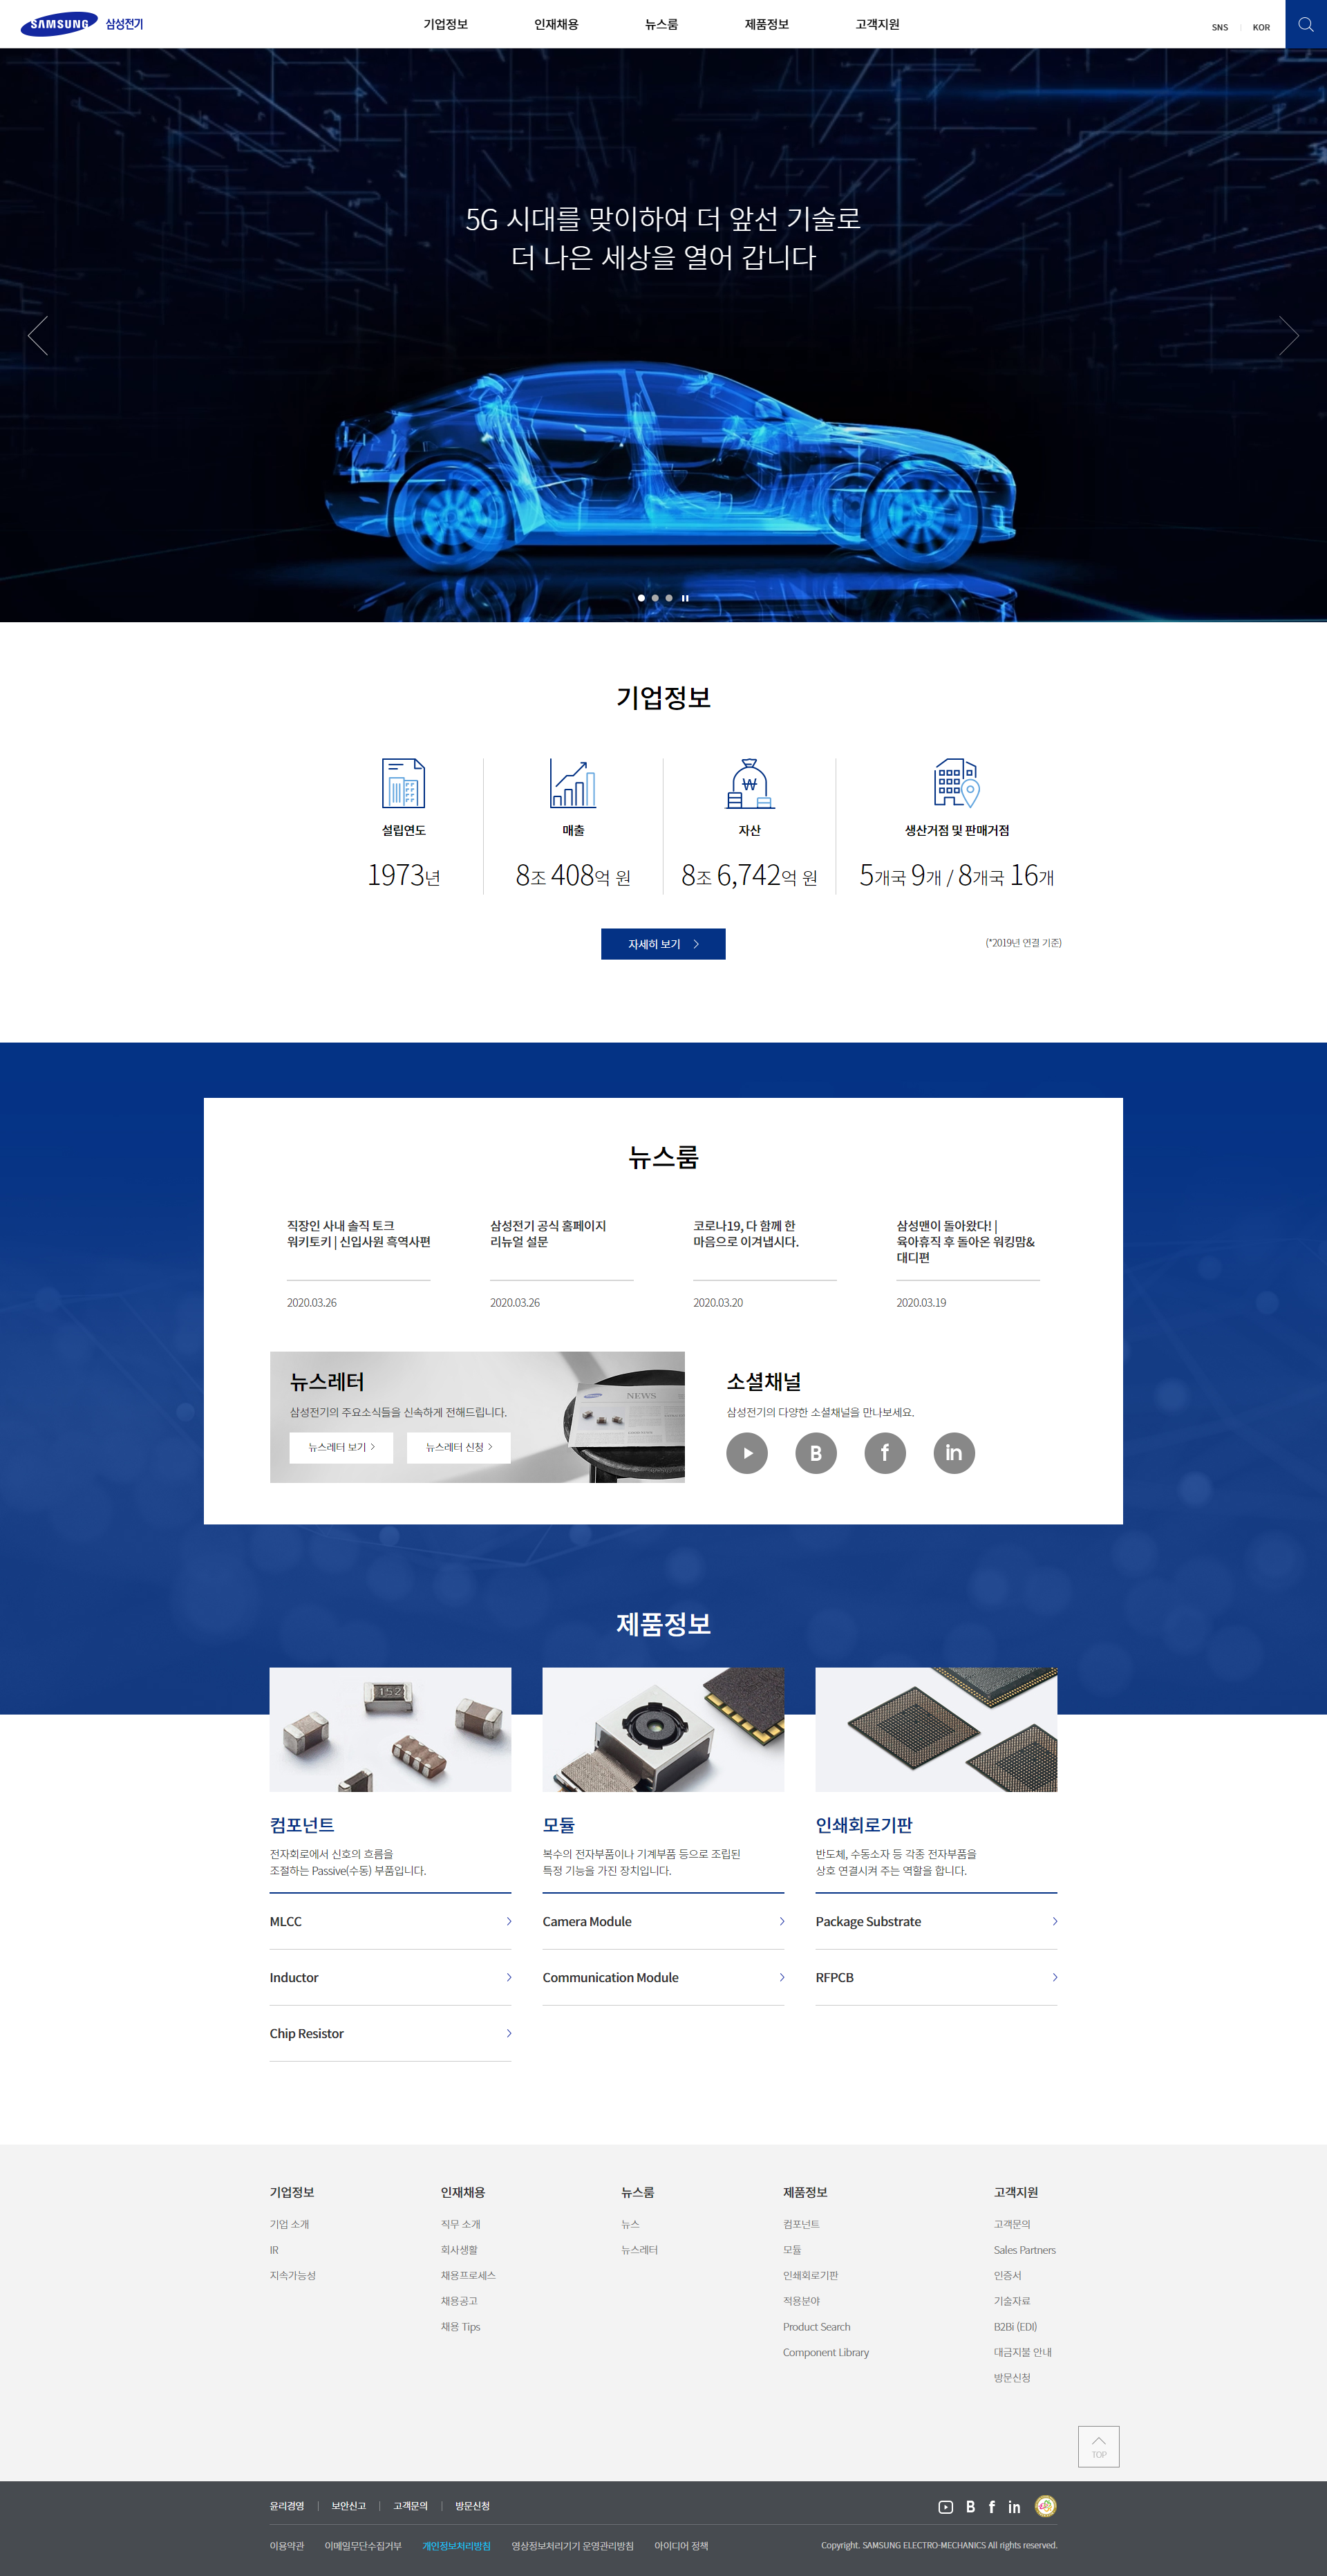 SAMSUNG 삼성전기
기업정보 인재채용 뉴스룸 제품정보 고객지원
SNS KOR
5G 시대를 맞이하여 더 앞선 기술로
더 나은 세상을 열어 갑니다
기업정보
설립연도 매출 자산 생산거점 및 판매거점
1973년 8조 408억 원 8조 6,742억 원 5개국 9개 / 8개국 16개
자세히 보기
(*2019년 연결 기준)
뉴스룸
직장인 사내 솔직 토크
워키토키 | 신입사원 흑역사편
2020.03.26
삼성전기 공식 홈페이지
리뉴얼 설문
2020.03.26
코로나19, 다 함께 한
마음으로 이겨냅시다.
2020.03.20
삼성맨이 돌아왔다! |
육아휴직 후 돌아온 워킹맘&
대디편
2020.03.19
뉴스레터
삼성전기의 주요소식들을 신속하게 전해드립니다.
뉴스레터 보기 뉴스레터 신청
NEWS
소셜채널
삼성전기의 다양한 소셜채널을 만나보세요.
B f in
제품정보
152
컴포넌트
전자회로에서 신호의 흐름을
조절하는 Passive(수동) 부품입니다.
MLCC
Inductor
Chip Resistor
모듈
복수의 전자부품이나 기계부품 등으로 조립된
특정 기능을 가진 장치입니다.
Camera Module
Communication Module
인쇄회로기판
반도체, 수동소자 등 각종 전자부품을
상호 연결시켜 주는 역할을 합니다.
Package Substrate
RFPCB
기업정보
기업 소개
IR
지속가능성
인재채용
직무 소개
회사생활
채용프로세스
채용공고
채용 Tips
뉴스룸
뉴스
뉴스레터
제품정보
컴포넌트
모듈
인쇄회로기판
적용분야
Product Search
Component Library
고객지원
고객문의
Sales Partners
인증서
기술자료
B2Bi (EDI)
대금지불 안내
방문신청
TOP
윤리경영 보안신고 고객문의 방문신청
B f in
이용약관 이메일무단수집거부 개인정보처리방침 영상정보처리기기 운영관리방침 아이디어 정책
Copyright. SAMSUNG ELECTRO-MECHANICS All rights reserved.